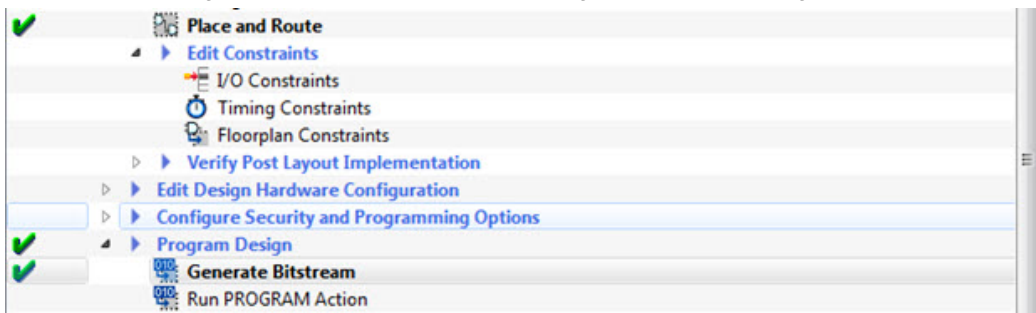 Place and Route
Edit Constraints
I/O Constraints
Timing Constraints
Floorplan Constraints
Verify Post Layout Implementation
Edit Design Hardware Configuration
Configure Security and Programming Options
Program Design
Generate Bitstream
Run PROGRAM Action